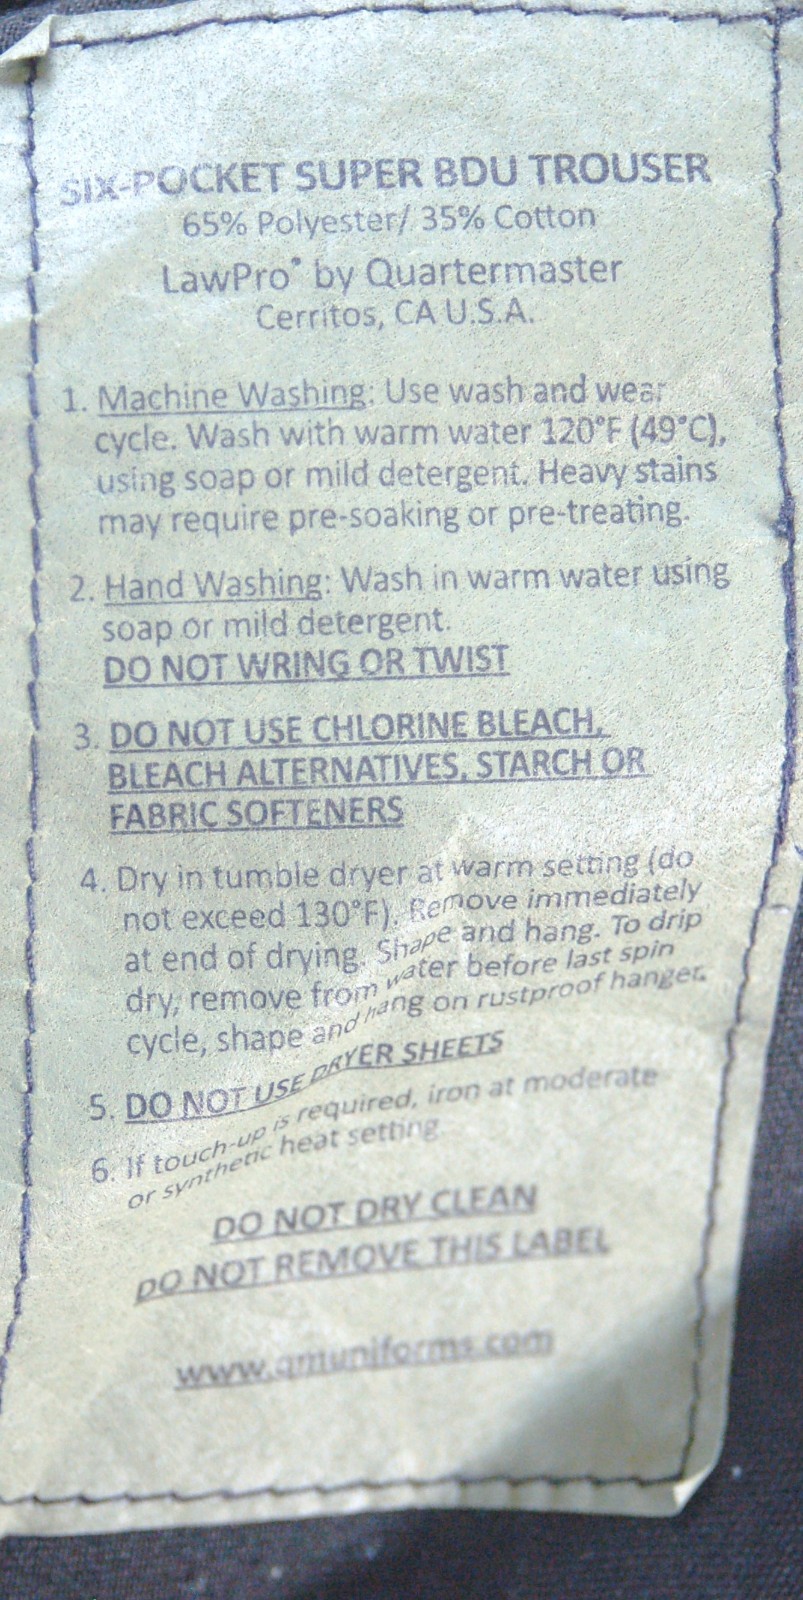 SIX-POCKET SUPER BDU TROUSER
65% Polyester/ 35% Cotton
LawPro® by Quartermaster
Cerritos, CA U.S.A.
1. Machine Washing: Use wash and wear
cycle. Wash with warm water 120°F (49°C),
using soap or mild detergent. Heavy stains
may require pre-soaking or pre-treating.
2. Hand Washing: Wash in warm water using
soap or mild detergent.
DO NOT WRING OR TWIST
3. DO NOT USE CHLORINE BLEACH,
BLEACH ALTERNATIVES, STARCH OR
FABRIC SOFTENERS
4. Dry in tumble dryer at warm setting (do
not exceed 130°F). Remove immediately
at end of drying. Shape and hang. To drip
dry, remove from water before last spin
cycle, shape and hang on rustproof hanger.
5. DO NOT USE DRYER SHEETS
6. If touch-up is required, iron at moderate
or synthetic heat setting
DO NOT DRY CLEAN
DO NOT REMOVE THIS LABEL
www.qmuniforms.com